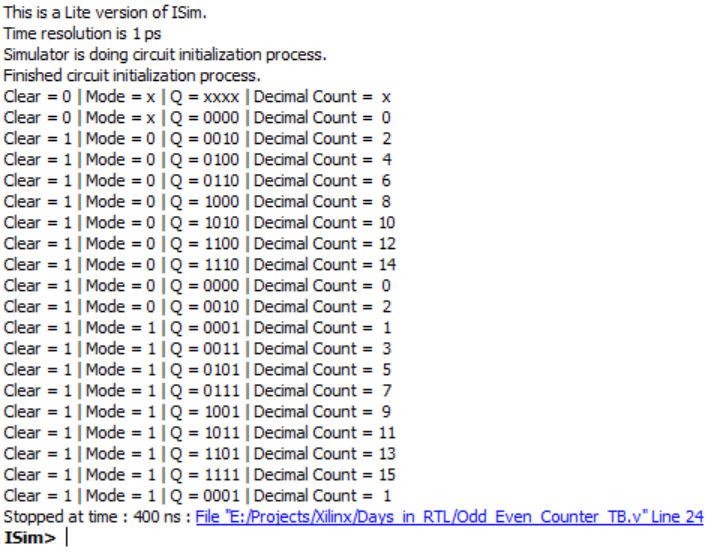 This is a Lite version of ISim.
Time resolution is 1 ps
Simulator is doing circuit initialization process.
Finished circuit initialization process.
Clear = 0 | Mode = x | Q = xxxx | Decimal Count =  x
Clear = 0 | Mode = x | Q = 0000 | Decimal Count =  0
Clear = 1 | Mode = 0 | Q = 0010 | Decimal Count =  2
Clear = 1 | Mode = 0 | Q = 0100 | Decimal Count =  4
Clear = 1 | Mode = 0 | Q = 0110 | Decimal Count =  6
Clear = 1 | Mode = 0 | Q = 1000 | Decimal Count =  8
Clear = 1 | Mode = 0 | Q = 1010 | Decimal Count = 10
Clear = 1 | Mode = 0 | Q = 1100 | Decimal Count = 12
Clear = 1 | Mode = 0 | Q = 1110 | Decimal Count = 14
Clear = 1 | Mode = 0 | Q = 0000 | Decimal Count =  0
Clear = 1 | Mode = 0 | Q = 0010 | Decimal Count =  2
Clear = 1 | Mode = 1 | Q = 0001 | Decimal Count =  1
Clear = 1 | Mode = 1 | Q = 0011 | Decimal Count =  3
Clear = 1 | Mode = 1 | Q = 0101 | Decimal Count =  5
Clear = 1 | Mode = 1 | Q = 0111 | Decimal Count =  7
Clear = 1 | Mode = 1 | Q = 1001 | Decimal Count =  9
Clear = 1 | Mode = 1 | Q = 1011 | Decimal Count = 11
Clear = 1 | Mode = 1 | Q = 1101 | Decimal Count = 13
Clear = 1 | Mode = 1 | Q = 1111 | Decimal Count = 15
Clear = 1 | Mode = 1 | Q = 0001 | Decimal Count =  1
Stopped at time : 400 ns : File "E:/Projects/Xilinx/Days_in_RTL/Odd_Even_Counter_TB.v" Line 24
ISim>